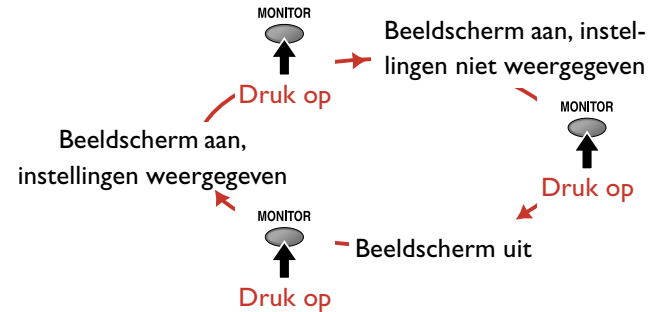 MONITOR
Druk op
Beeldscherm aan, instel-
lingen niet weergegeven
MONITOR
Druk op
Beeldscherm uit
MONITOR
Druk op
Beeldscherm aan,
instellingen weergegeven